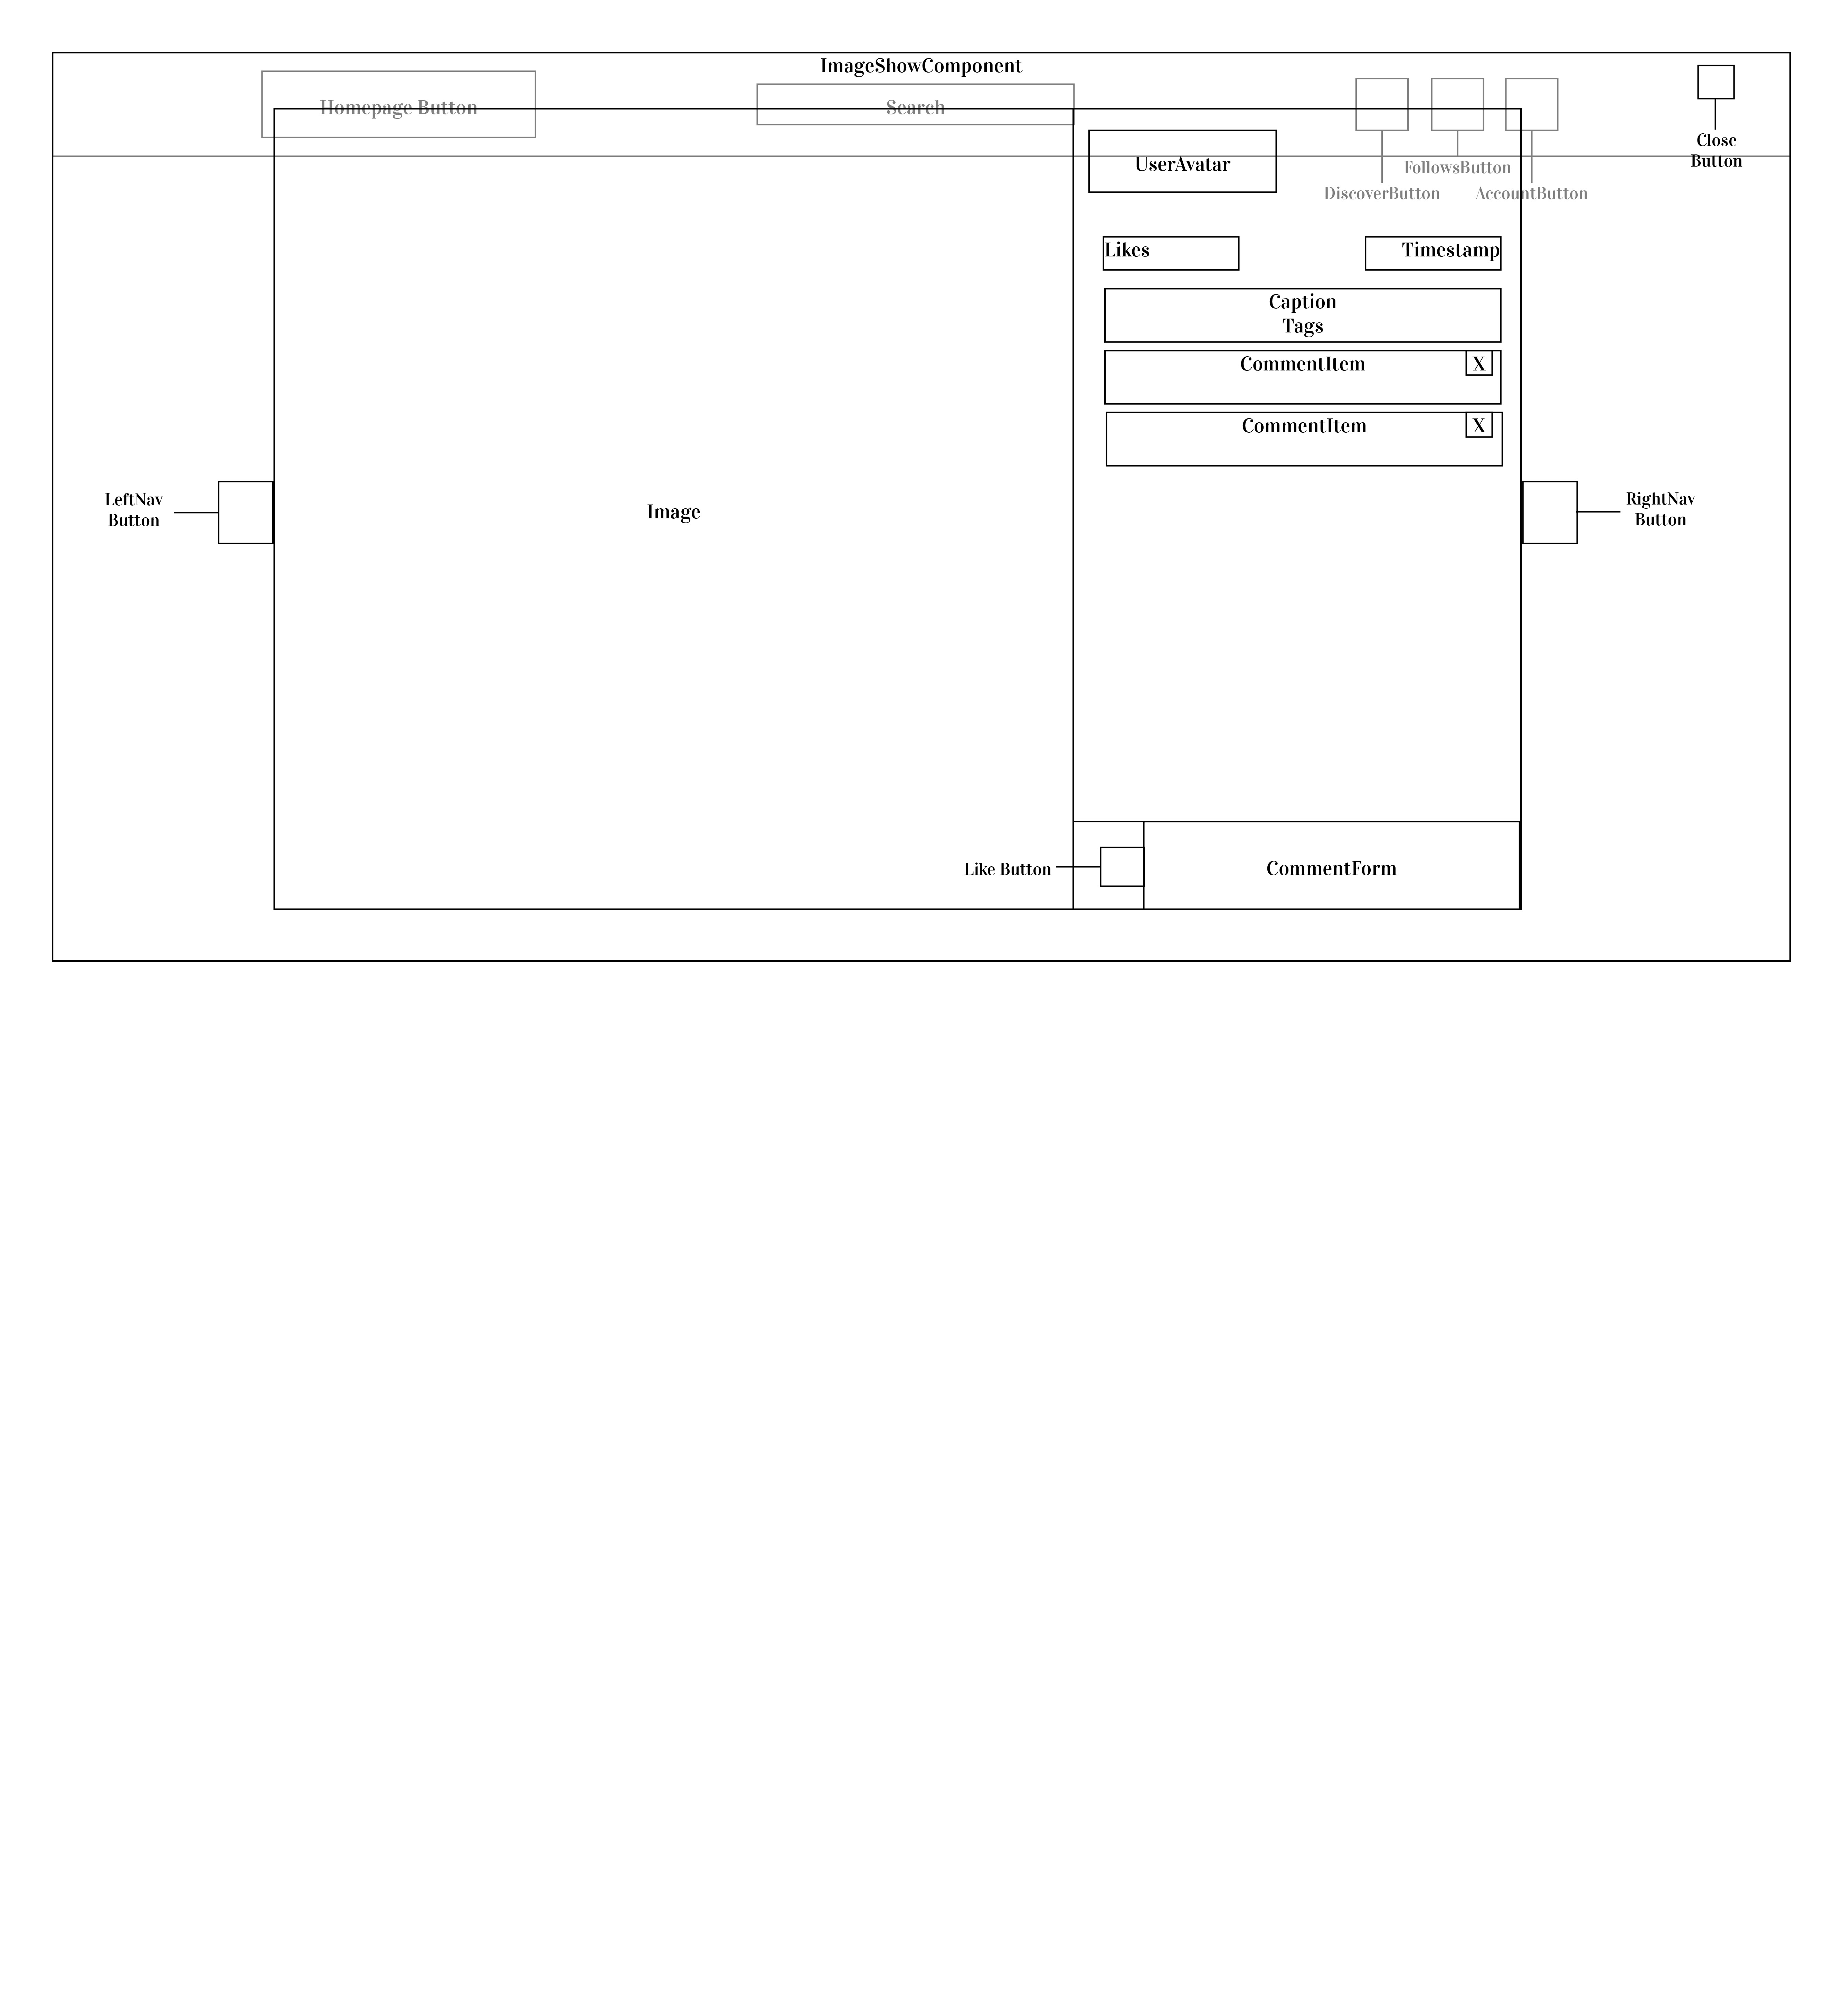 ImageShowComponent
Homepage Button
Search
Close
Button
UserAvatar
FollowsButton
DiscoverButton
AccountButton
Likes
Timestamp
Caption
Tags
CommentItem
X
CommentItem
X
LeftNav
Button
Image
RightNav
Button
Like Button
CommentForm